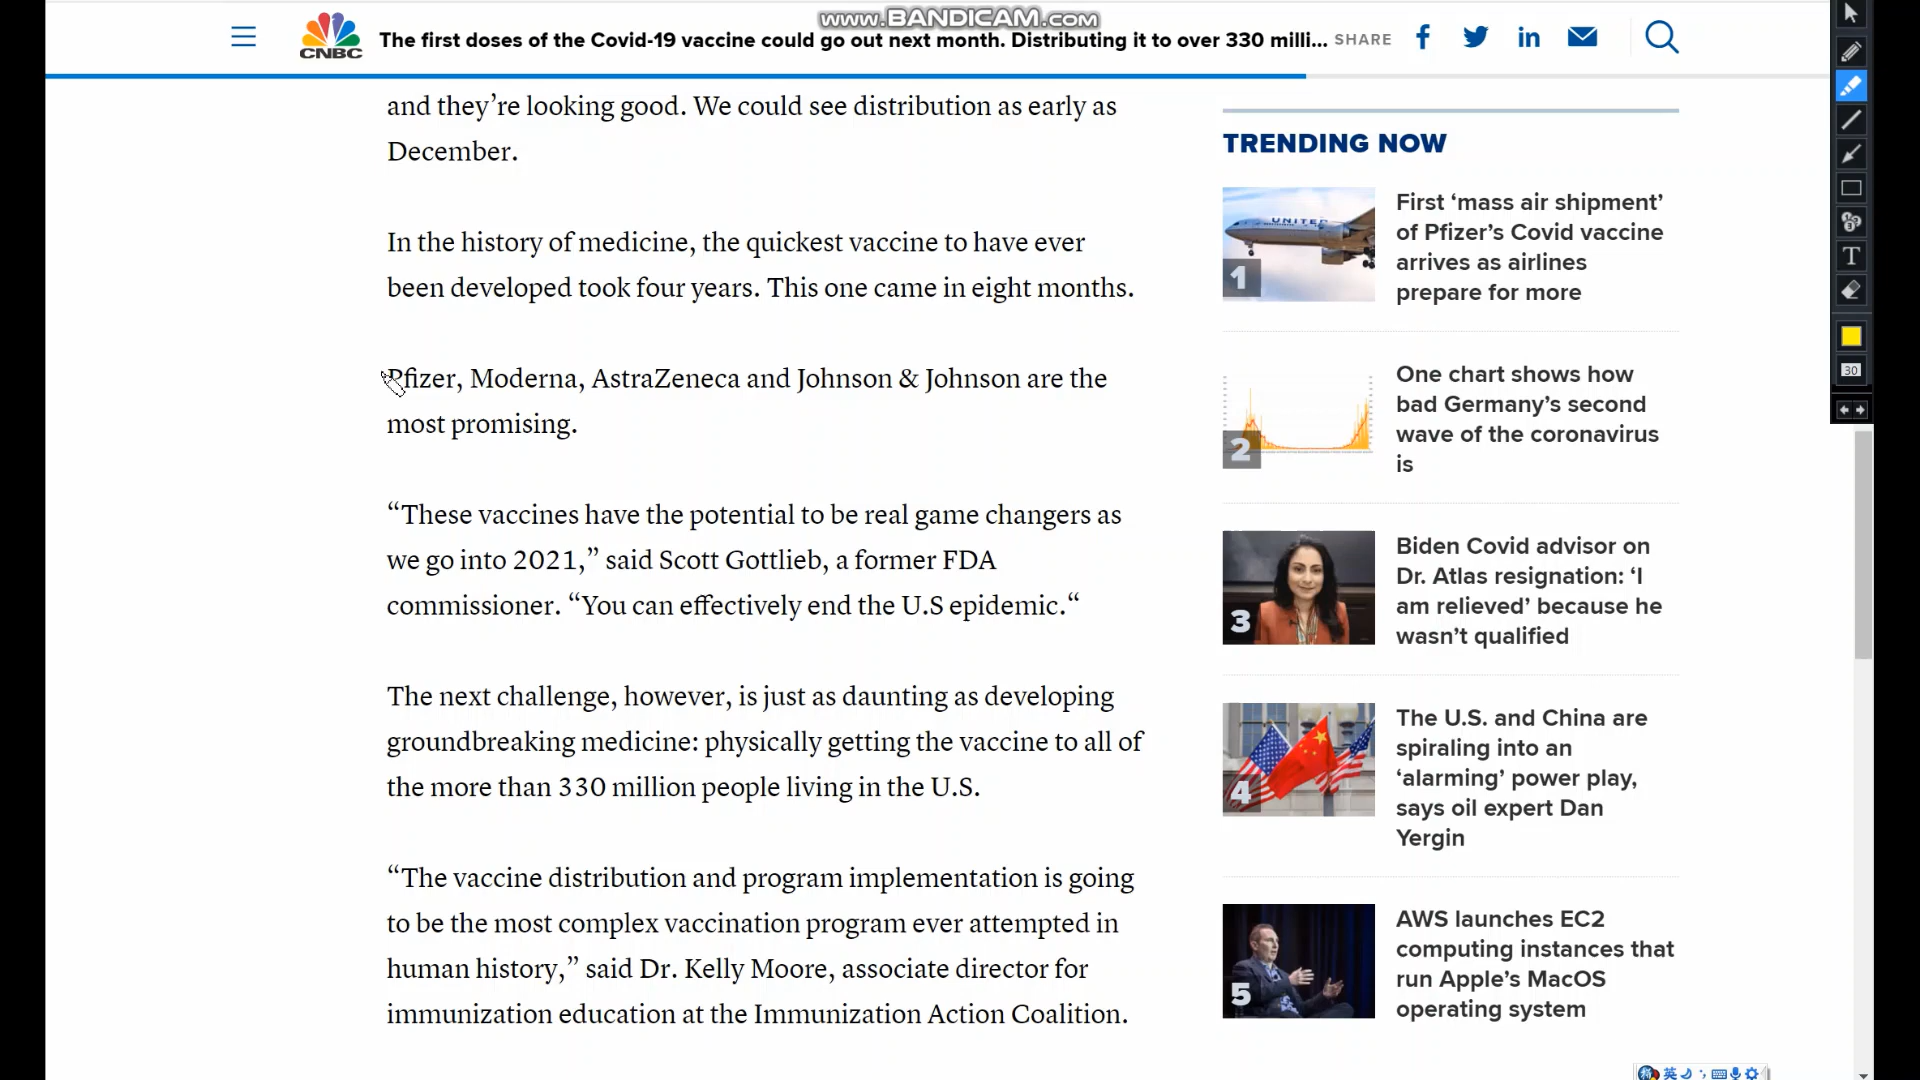 www.BANDICAM.com
CNBC
The first doses of the Covid-19 vaccine could go out next month. Distributing it to over 330 milli...
SHARE
and they’re looking good. We could see distribution as early as
December.
In the history of medicine, the quickest vaccine to have ever
been developed took four years. This one came in eight months.
Pfizer, Moderna, AstraZeneca and Johnson & Johnson are the
most promising.
“These vaccines have the potential to be real game changers as
we go into 2021,” said Scott Gottlieb, a former FDA
commissioner. “You can effectively end the U.S epidemic.“
The next challenge, however, is just as daunting as developing
groundbreaking medicine: physically getting the vaccine to all of
the more than 330 million people living in the U.S.
“The vaccine distribution and program implementation is going
to be the most complex vaccination program ever attempted in
human history,” said Dr. Kelly Moore, associate director for
immunization education at the Immunization Action Coalition.
TRENDING NOW
UNITED
1
First ‘mass air shipment’
of Pfizer’s Covid vaccine
arrives as airlines
prepare for more
2
One chart shows how
bad Germany’s second
wave of the coronavirus
is
3
Biden Covid advisor on
Dr. Atlas resignation: ‘I
am relieved’ because he
wasn’t qualified
4
The U.S. and China are
spiraling into an
‘alarming’ power play,
says oil expert Dan
Yergin
5
AWS launches EC2
computing instances that
run Apple’s MacOS
operating system
T
30
英